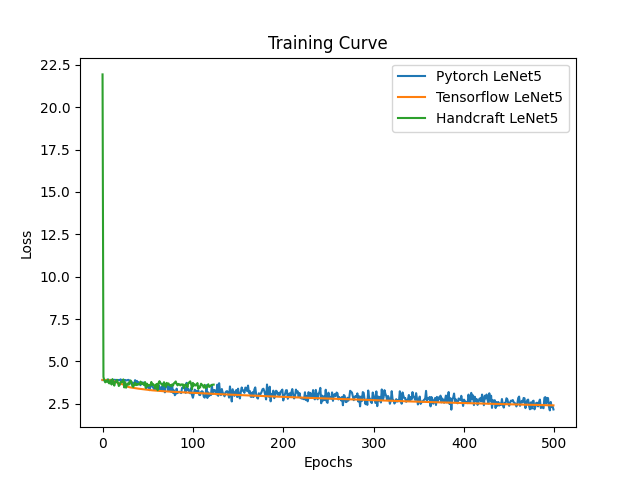 Training Curve
22.5
20.0
17.5
15.0
12.5
10.0
7.5
5.0
2.5
Loss
Pytorch LeNet5
Tensorflow LeNet5
Handcraft LeNet5
0
100
200
300
400
500
Epochs